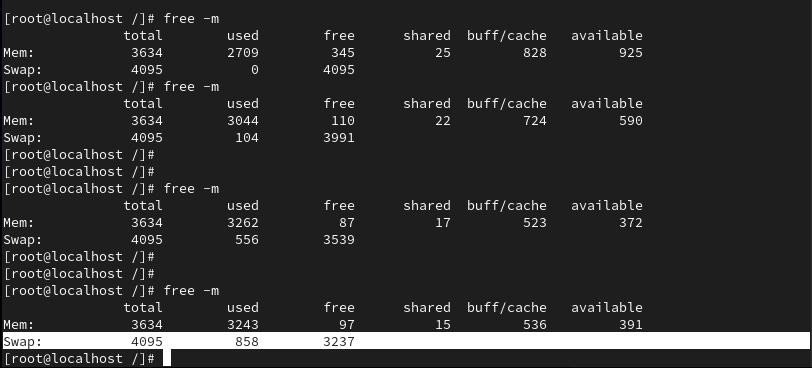 [root@localhost /]# free -m
total used free shared buff/cache available
Mem: 3634 2709 345 25 828 925
Swap: 4095 0 4095
[root@localhost /]# free -m
total used free shared buff/cache available
Mem: 3634 3044 110 22 724 590
Swap: 4095 104 3991
[root@localhost /]#
[root@localhost /]#
[root@localhost /]# free -m
total used free shared buff/cache available
Mem: 3634 3262 87 17 523 372
Swap: 4095 556 3539
[root@localhost /]#
[root@localhost /]#
[root@localhost /]# free -m
total used free shared buff/cache available
Mem: 3634 3243 97 15 536 391
Swap: 4095 858 3237
[root@localhost /]#